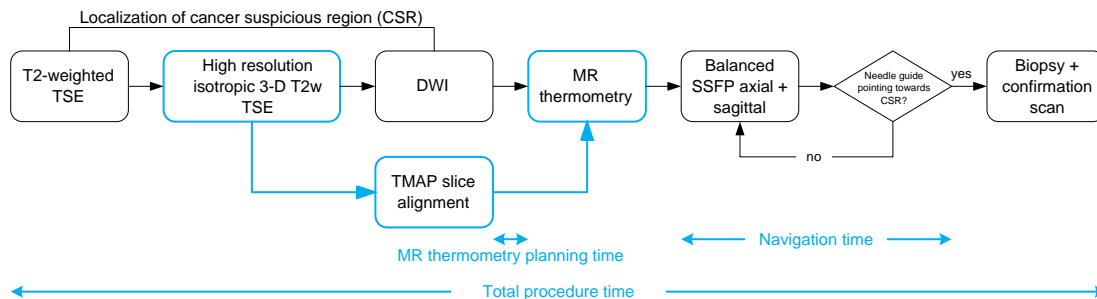 Localization of cancer suspicious region (CSR)
T2-weighted
TSE
High resolution
isotropic 3-D T2w
TSE
DWI
MR
thermometry
Balanced
SSFP axial +
sagittal
Needle guide
pointing towards
CSR?
yes
Biopsy +
confirmation
scan
no
TMAP slice
alignment
MR thermometry planning time
Navigation time
Total procedure time